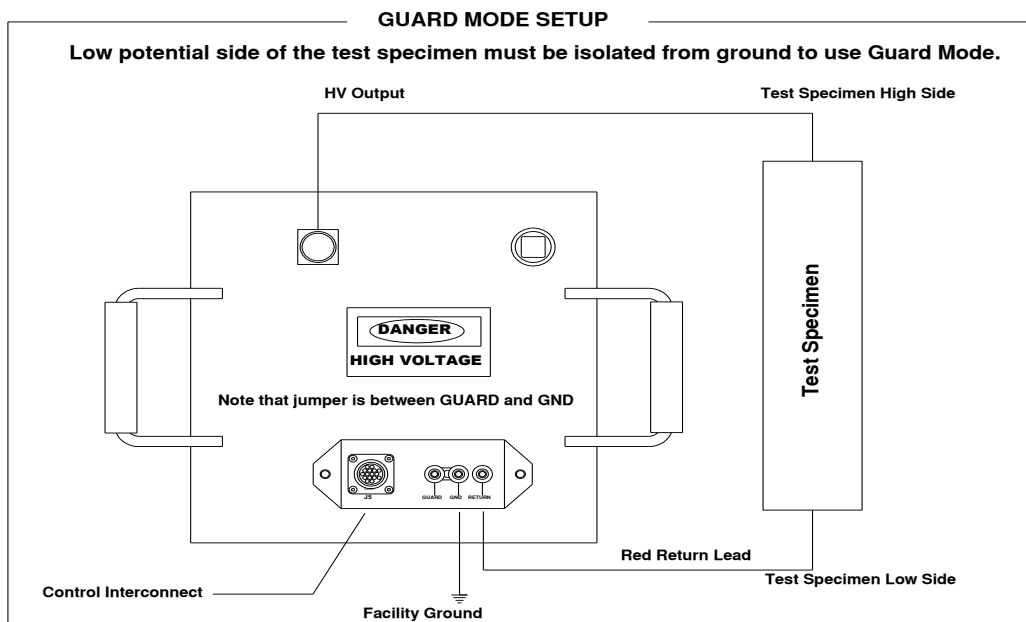 GUARD MODE SETUP
Low potential side of the test specimen must be isolated from ground to use Guard Mode.
HV Output
Test Specimen High Side
Test Specimen
DANGER
HIGH VOLTAGE
Note that jumper is between GUARD and GND
J5
GUARD GND RETURN
Red Return Lead
Test Specimen Low Side
Control Interconnect
Facility Ground